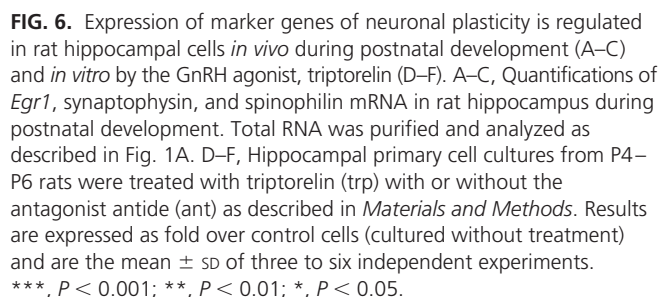 FIG. 6. Expression of marker genes of neuronal plasticity is regulated
in rat hippocampal cells in vivo during postnatal development (A–C)
and in vitro by the GnRH agonist, triptorelin (D–F). A–C, Quantifications of
Egr1, synaptophysin, and spinophilin mRNA in rat hippocampus during
postnatal development. Total RNA was purified and analyzed as
described in Fig. 1A. D–F, Hippocampal primary cell cultures from P4–
P6 rats were treated with triptorelin (trp) with or without the
antagonist antide (ant) as described in Materials and Methods. Results
are expressed as fold over control cells (cultured without treatment)
and are the mean ± SD of three to six independent experiments.
***, P < 0.001; **, P < 0.01; *, P < 0.05.